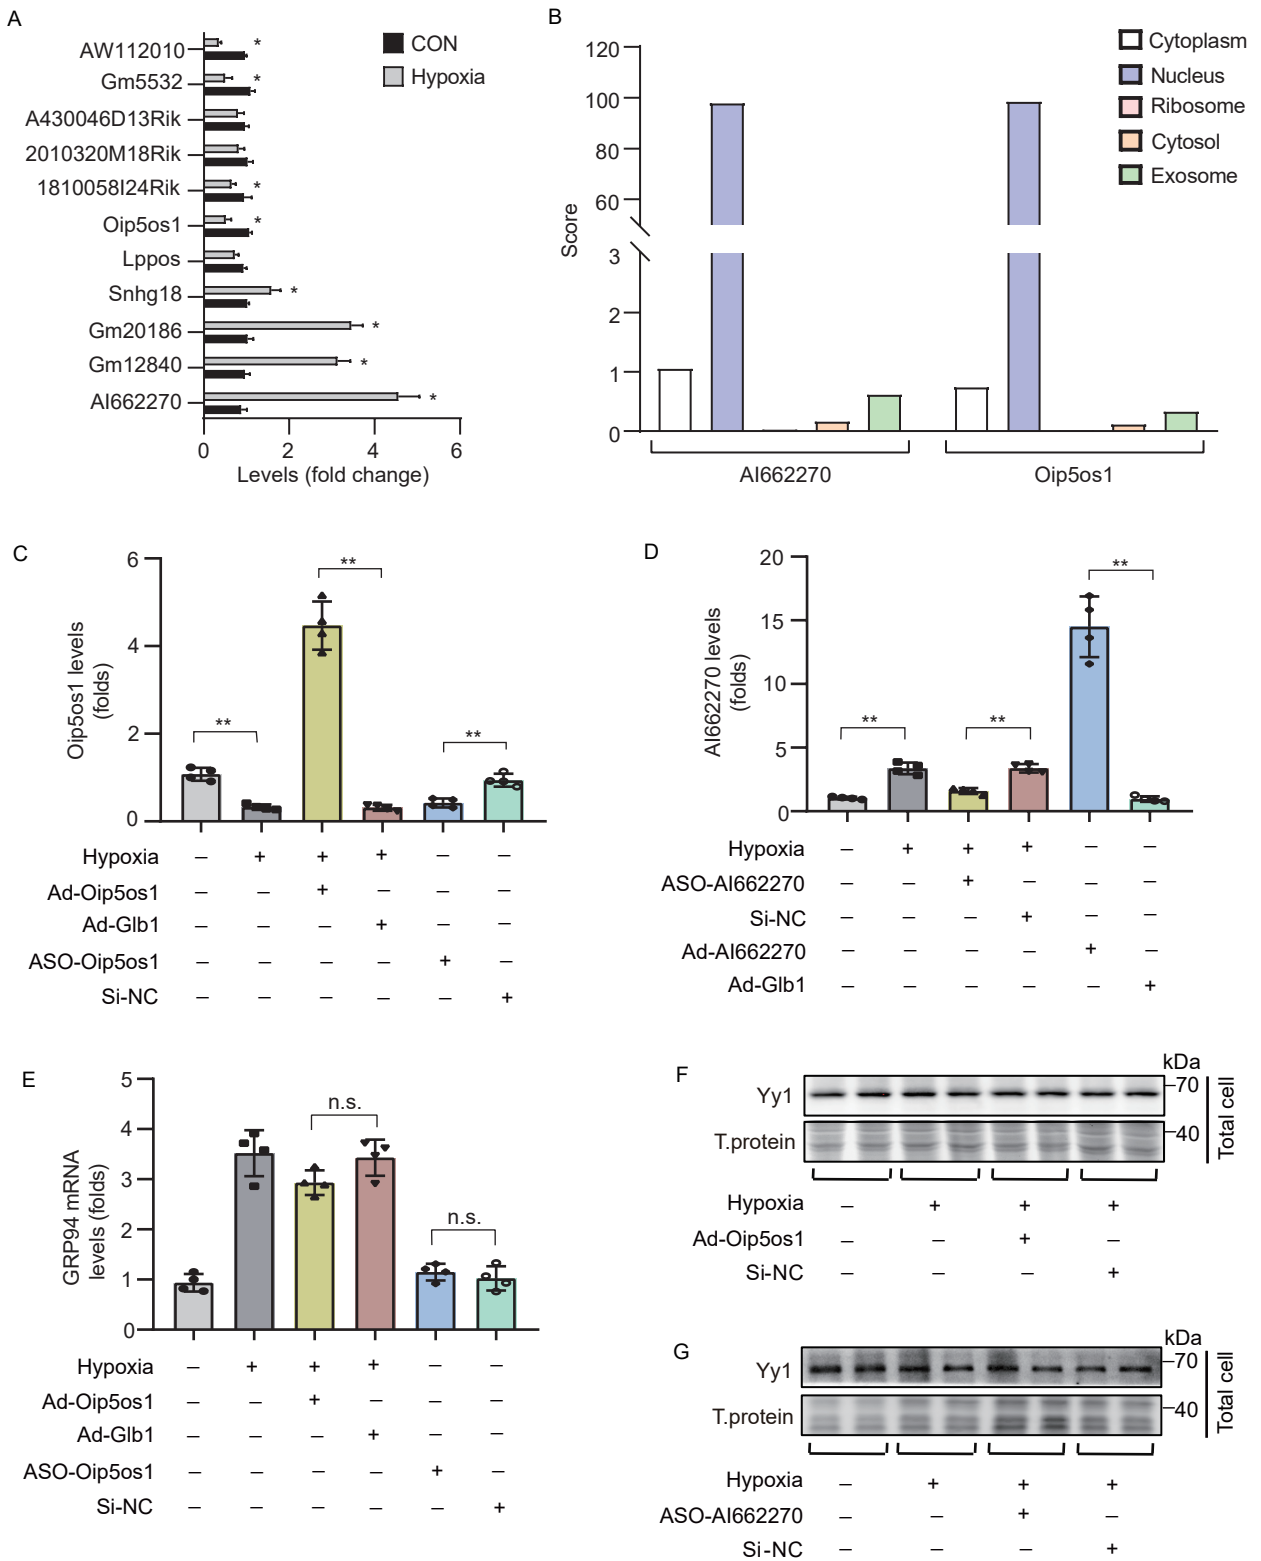 A
AW112010
Gm5532
A430046D13Rik
2010320M18Rik
1810058I24Rik
Oip5os1
Lppos
Snhg18
Gm20186
Gm12840
AI662270
* * * * * * * *
CON
Hypoxia
0 2 4 6
Levels (fold change)
B
Score
120
100
80
60
3
2
1
0
Cytoplasm
Nucleus
Ribosome
Cytosol
Exosome
AI662270 Oip5os1
C
Oip5os1 levels
(folds)
6
4
2
0
** ** **
Hypoxia – + + + – –
Ad-Oip5os1 – – + – – –
Ad-Glb1 – – – + – –
ASO-Oip5os1 – – – – + –
Si-NC – – – – – +
D
AI662270 levels
(folds)
20
15
10
5
0
** ** **
Hypoxia – + + + – –
ASO-AI662270 – – + – – –
Si-NC – – – + – –
Ad-AI662270 – – – – + –
Ad-Glb1 – – – – – +
E
GRP94 mRNA
levels (folds)
5
4
3
2
1
0
n.s. n.s.
Hypoxia – + + + – –
Ad-Oip5os1 – – + – – –
Ad-Glb1 – – – + – –
ASO-Oip5os1 – – – – + –
Si-NC – – – – – +
F
kDa
Yy1 70
T.protein 40
Total cell
Hypoxia – + + +
Ad-Oip5os1 – – + –
Si-NC – – – +
G
kDa
Yy1 70
T.protein 40
Total cell
Hypoxia – + + +
ASO-AI662270 – – + –
Si-NC – – – +